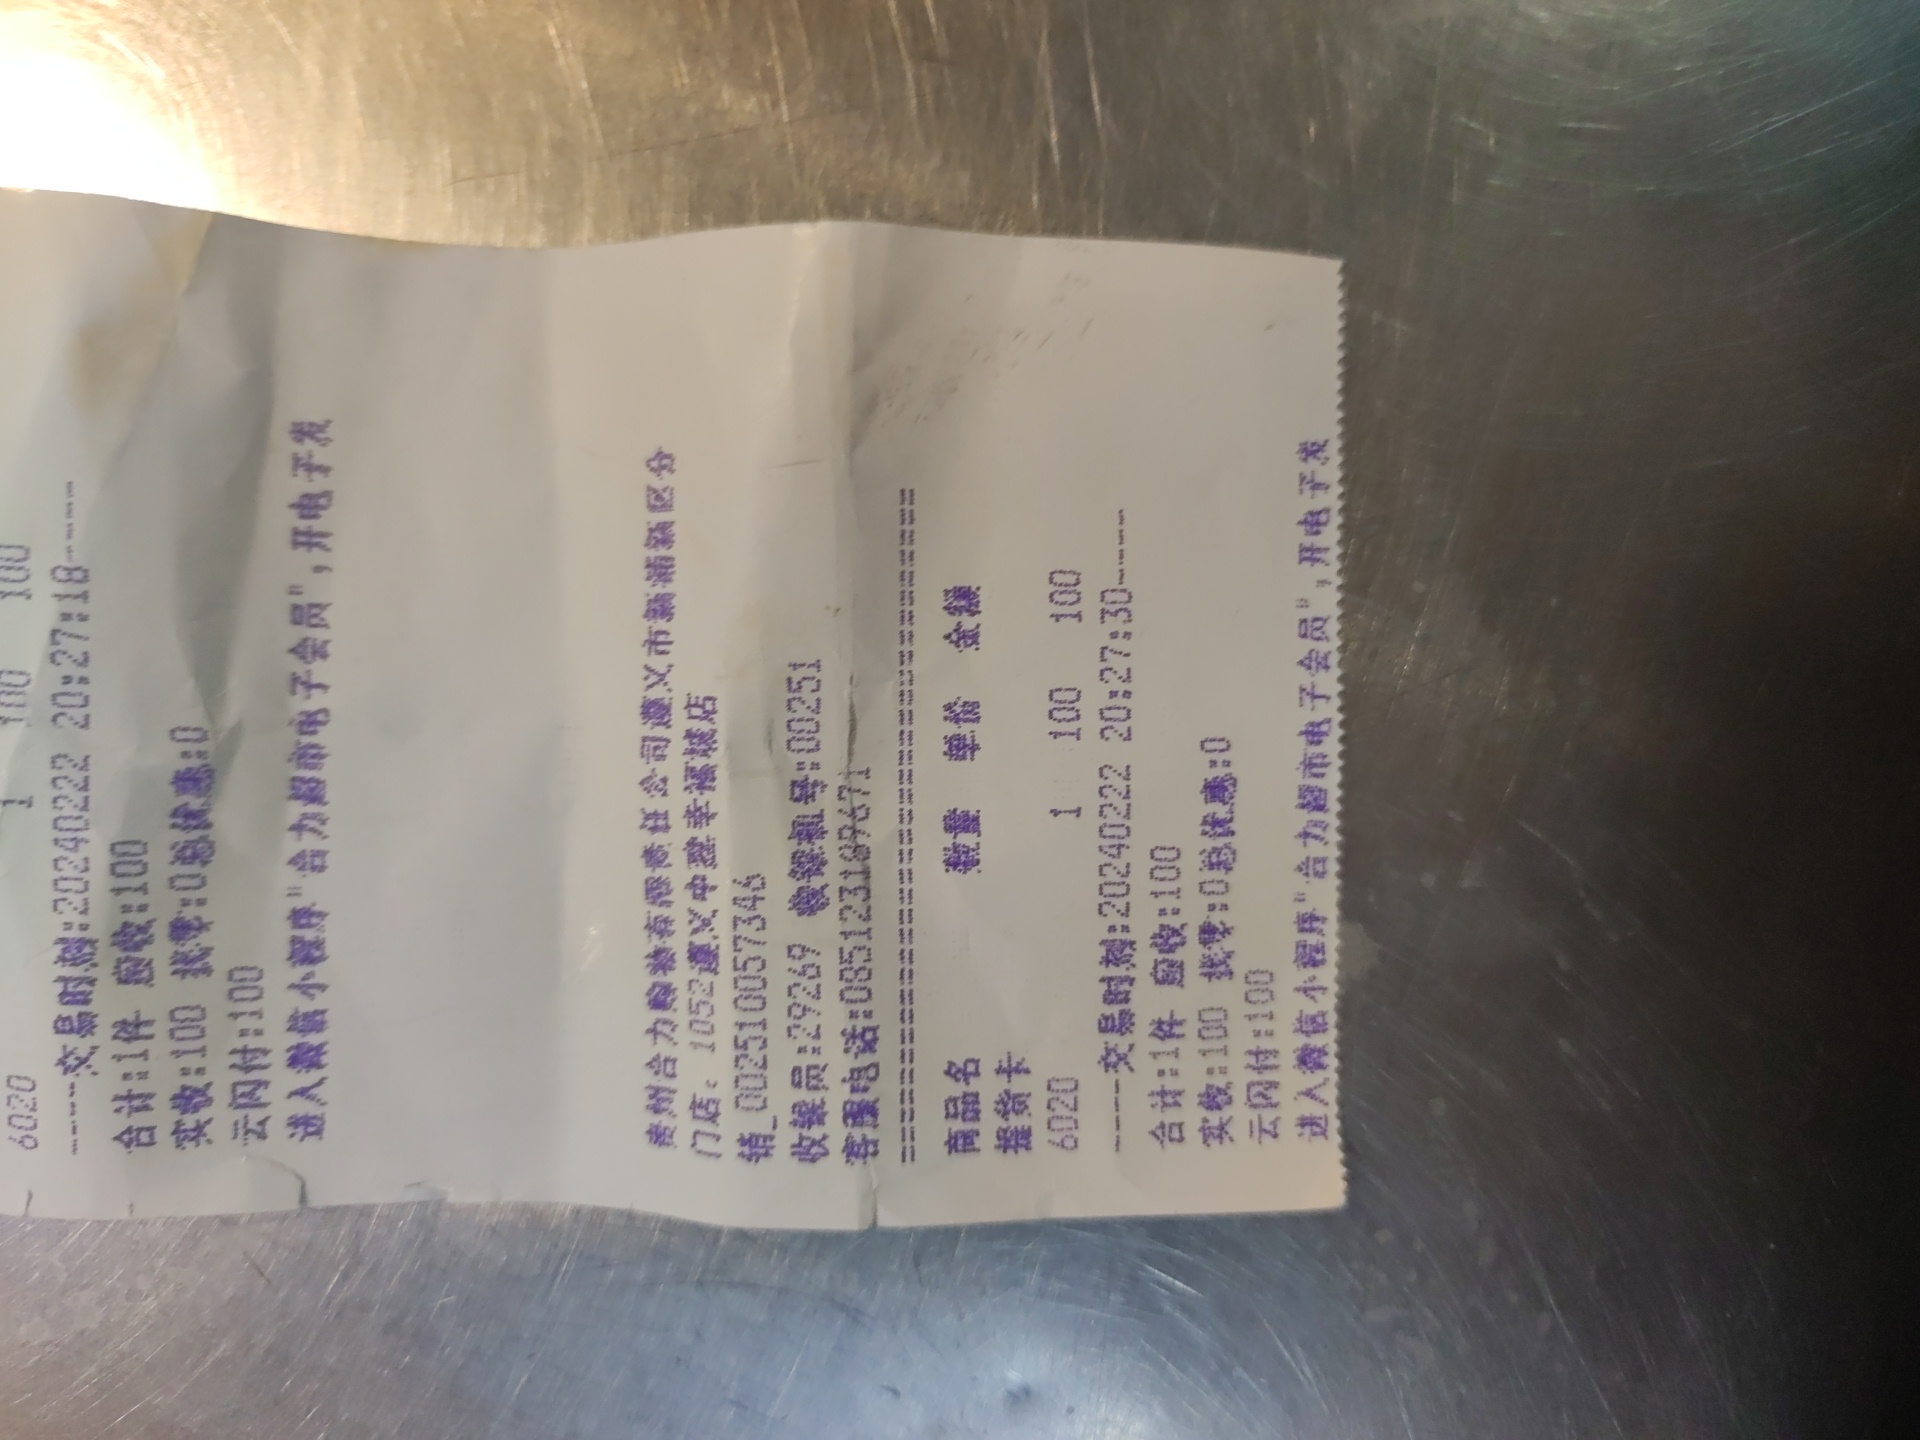 6020 1 100 100
----交易时刻:20240222 20:27:18----
合计:1件 应收:100
实收:100 找零:0总优惠:0
云闪付:100
进入微信小程序"合力超市电子会员",开电子发
贵州合力购物有限责任公司遵义市新浦新区分
门店: 1052遵义中建幸福城店
销_002510057346
收银员:29269 收银机号:00251
客服电话:085123189671
========================================
商品名 数量 单价 金额
提货卡
6020 1 100 100
----交易时刻:20240222 20:27:30----
合计:1件 应收:100
实收:100 找零:0总优惠:0
云闪付:100
进入微信小程序"合力超市电子会员",开电子发